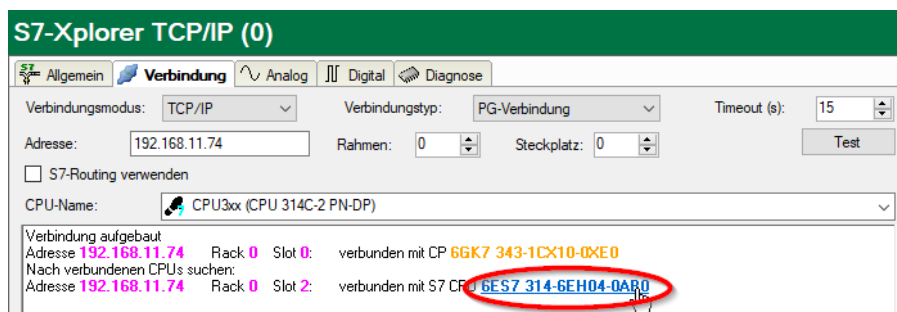 S7-Xplorer TCP/IP (0)
S7 Allgemein Verbindung Analog Digital Diagnose
Verbindungsmodus: TCP/IP Verbindungstyp: PG-Verbindung Timeout (s): 15
Adresse: 192.168.11.74 Rahmen: 0 Steckplatz: 0 Test
S7-Routing verwenden
CPU-Name: CPU3xx (CPU 314C-2 PN-DP)
Verbindung aufgebaut
Adresse 192.168.11.74 Rack 0 Slot 0: verbunden mit CP 6GK7 343-1CX10-0XE0
Nach verbundenen CPUs suchen:
Adresse 192.168.11.74 Rack 0 Slot 2: verbunden mit S7 CPU 6ES7 314-6EH04-0AB0